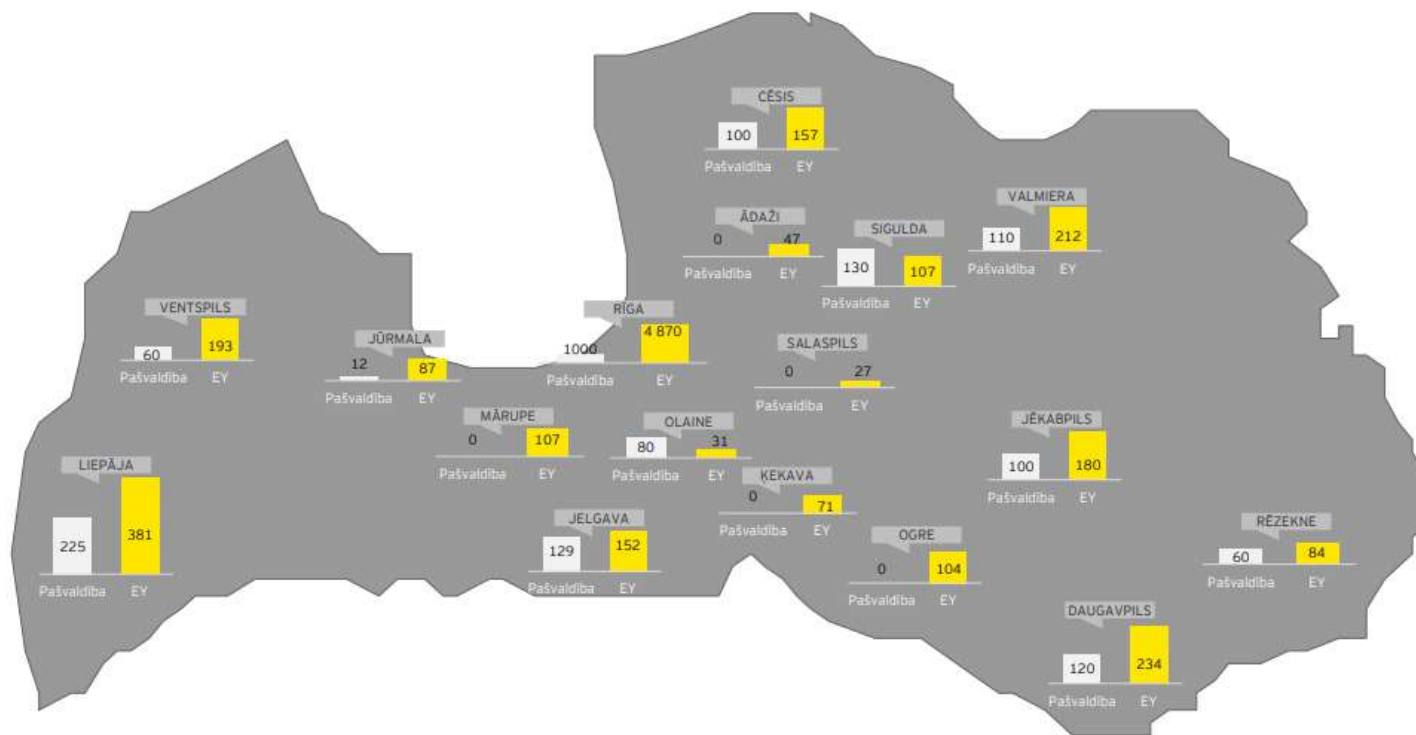 CĒSIS
100 157
Pašvaldība EY
ĀDAŽI
0 47
Pašvaldība EY
SIGULDA
130 107
Pašvaldība EY
VALMIERA
110 212
Pašvaldība EY
VENTSPILS
60 193
Pašvaldība EY
JŪRMALA
12 87
Pašvaldība EY
RĪGA
1000 4 870
Pašvaldība EY
SALASPILS
0 27
Pašvaldība EY
MĀRUPE
0 107
Pašvaldība EY
OLAINE
80 31
Pašvaldība EY
JĒKABPILS
100 180
Pašvaldība EY
LIEPĀJA
225 381
Pašvaldība EY
ĶEKAVA
0 71
Pašvaldība EY
JELGAVA
129 152
Pašvaldība EY
OGRE
0 104
Pašvaldība EY
RĒZEKNE
60 84
Pašvaldība EY
DAUGAVPILS
120 234
Pašvaldība EY